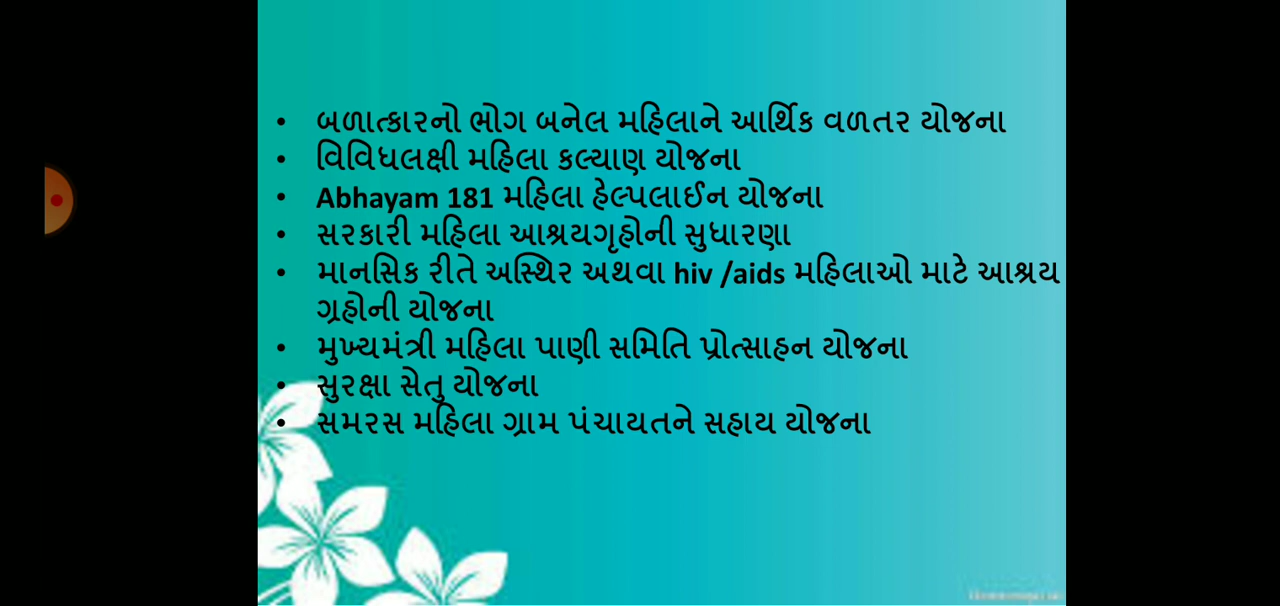 • બળાત્કારનો ભોગ બનેલ મહિલાને આર્થિક વળતર યોજના
• વિવિધલક્ષી મહિલા કલ્યાણ યોજના
• Abhayam 181 મહિલા હેલ્પલાઈન યોજના
• સરકારી મહિલા આશ્રયગૃહોની સુધારણા
• માનસિક રીતે અસ્થિર અથવા hiv /aids મહિલાઓ માટે આશ્રય
ગ્રહોની યોજના
• મુખ્યમંત્રી મહિલા પાણી સમિતિ પ્રોત્સાહન યોજના
• સુરક્ષા સેતુ યોજના
• સમરસ મહિલા ગ્રામ પંચાયતને સહાય યોજના